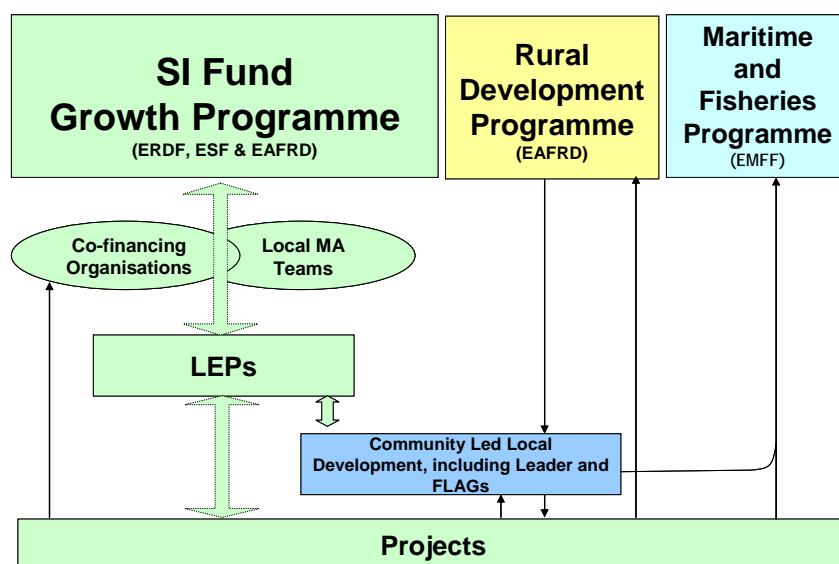 SI Fund
Growth Programme
(ERDF, ESF & EAFRD)
Rural
Development
Programme
(EAFRD)
Maritime
and
Fisheries
Programme
(EMFF)
Co-financing
Organisations
Local MA
Teams
LEPs
Community Led Local
Development, including Leader and
FLAGs
Projects